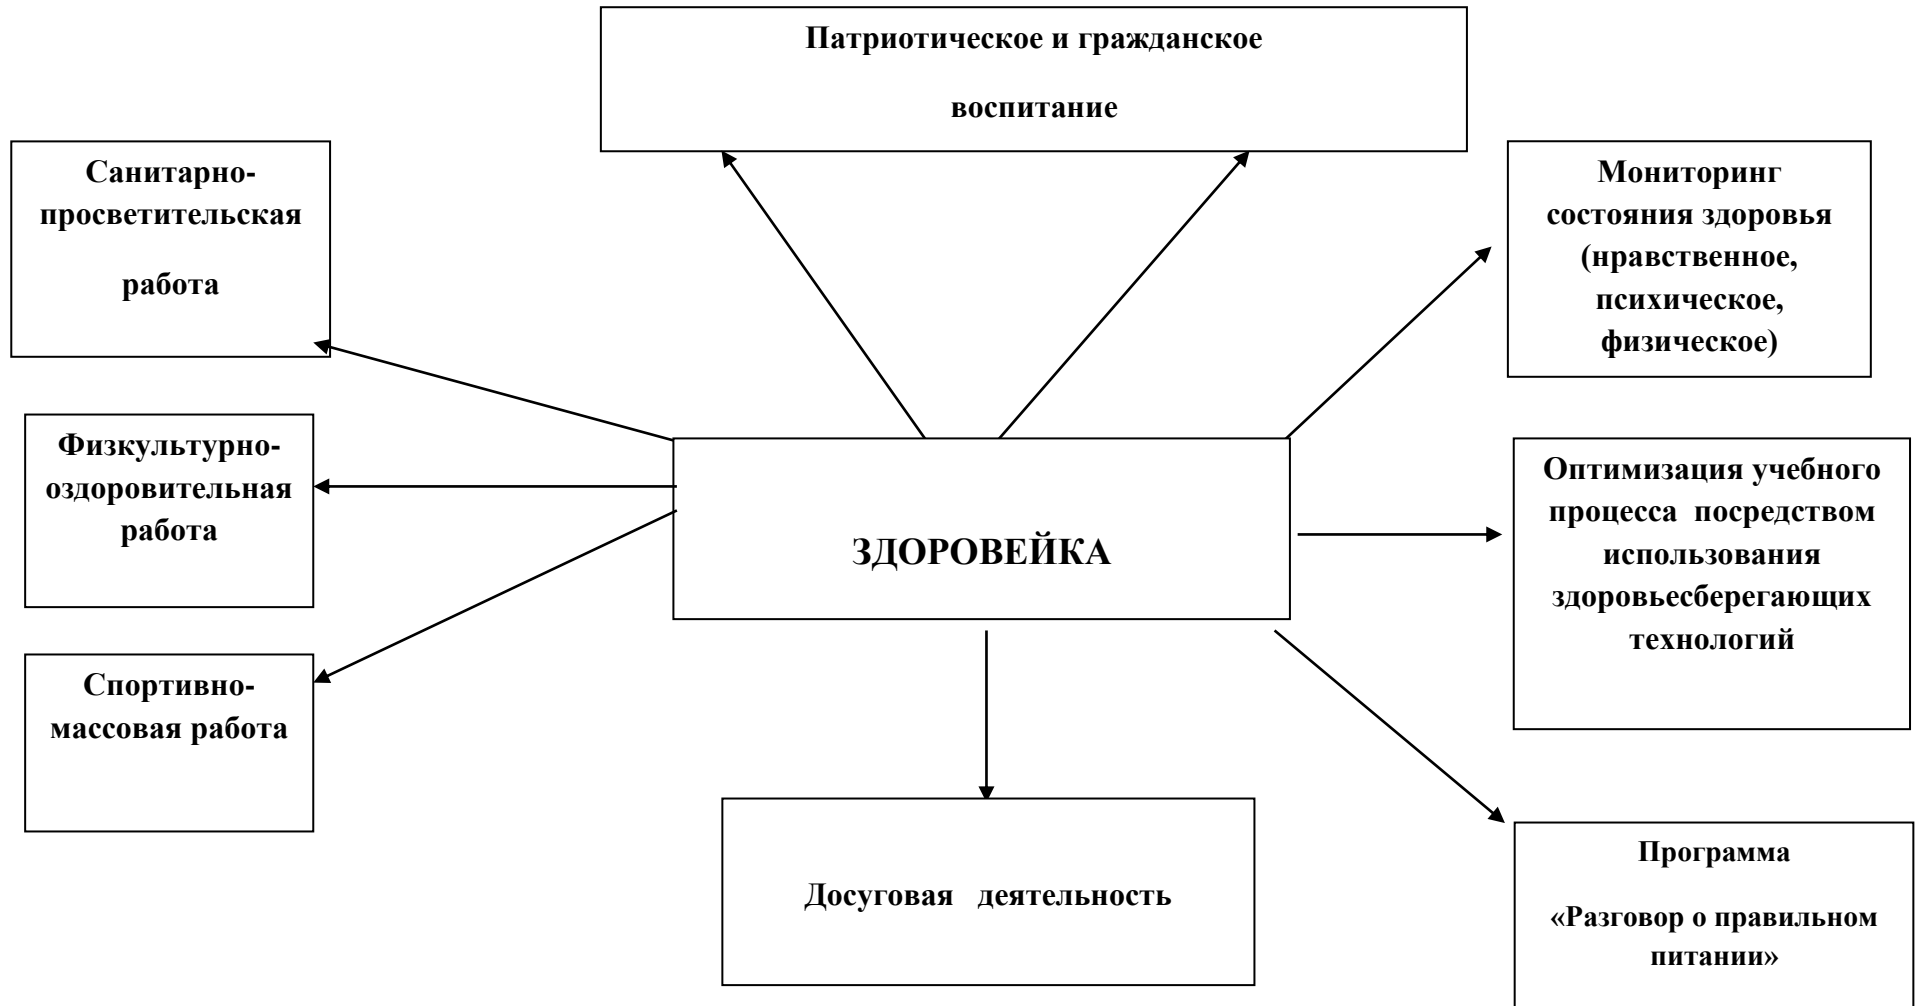 Патриотическое и гражданское
воспитание
Санитарно-
просветительская
работа
Мониторинг
состояния здоровья
(нравственное,
психическое,
физическое)
Физкультурно-
оздоровительная
работа
ЗДОРОВЕЙКА
Оптимизация учебного
процесса посредством
использования
здоровьесберегающих
технологий
Спортивно-
массовая работа
Досуговая деятельность
Программа
«Разговор о правильном
питании»